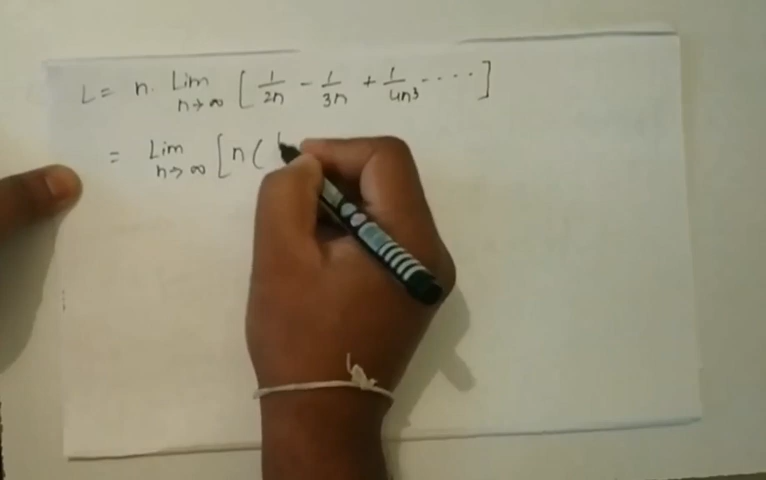 L = n. Lim n→∞ [ 1/2n - 1/3n + 1/4n³ - .... ]
= Lim n→∞ [ n (